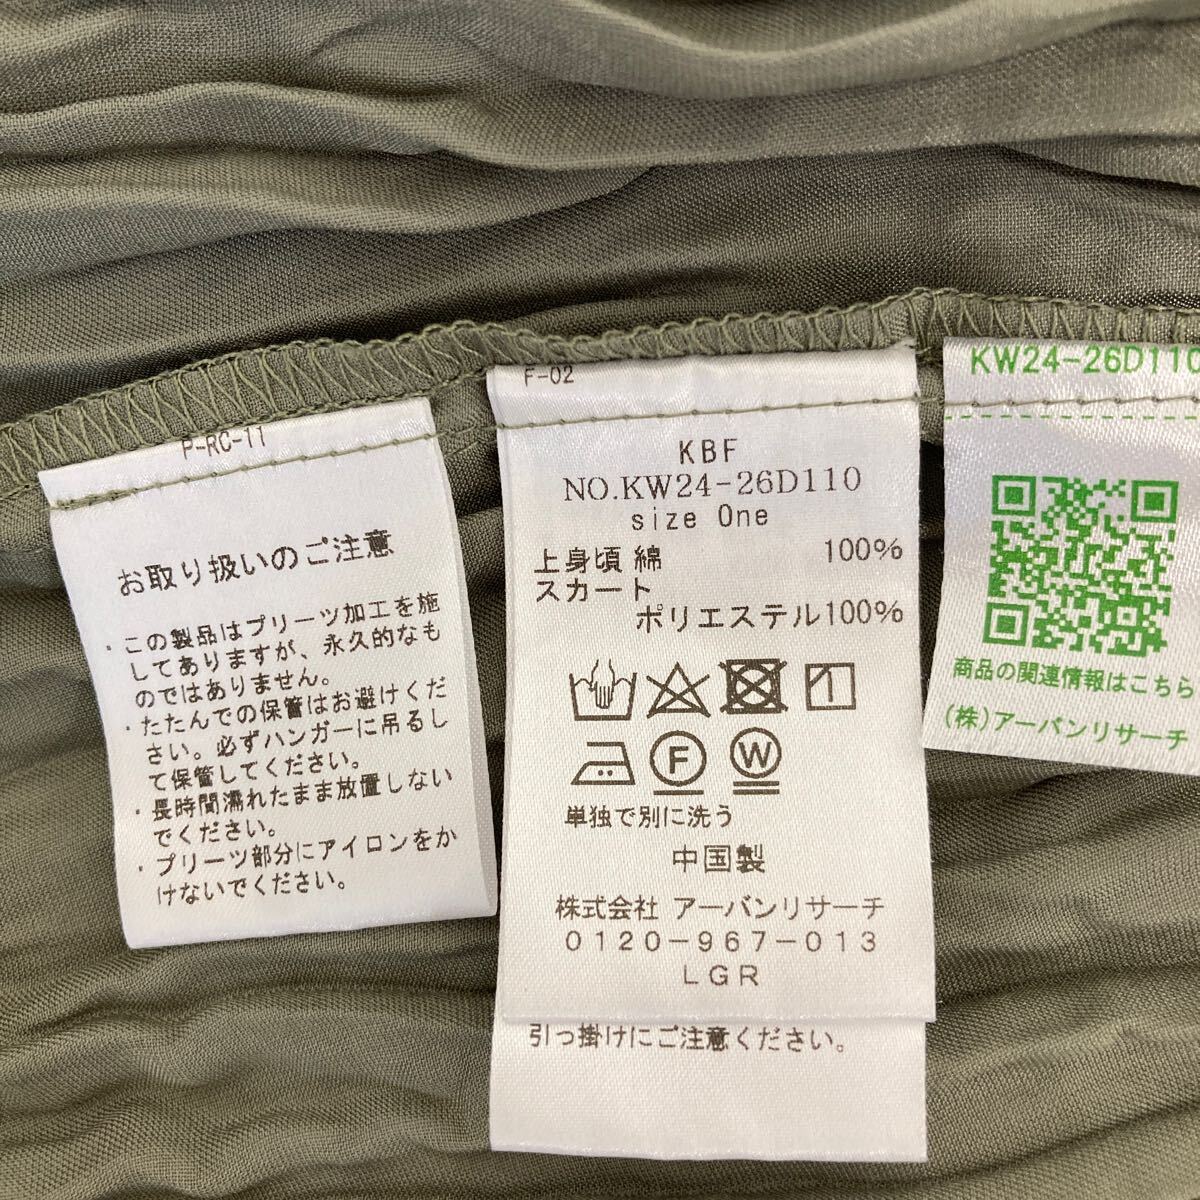 P-RC-11
お取り扱いのご注意
・この製品はプリーツ加工を施
してありますが、永久的なも
のではありません。
・たたんでの保管はお避けくだ
さい。必ずハンガーに吊るし
て保管してください。
・長時間濡れたまま放置しない
でください。
・プリーツ部分にアイロンをか
けないでください。
F-02
KBF
NO.KW24-26D110
size One
上身頃 綿 100%
スカート
ポリエステル100%
F
W
単独で別に洗う
中国製
株式会社 アーバンリサーチ
0120-967-013
LGR
引っ掛けにご注意ください。
KW24-26D110
商品の関連情報はこちら
(株)アーバンリサーチ